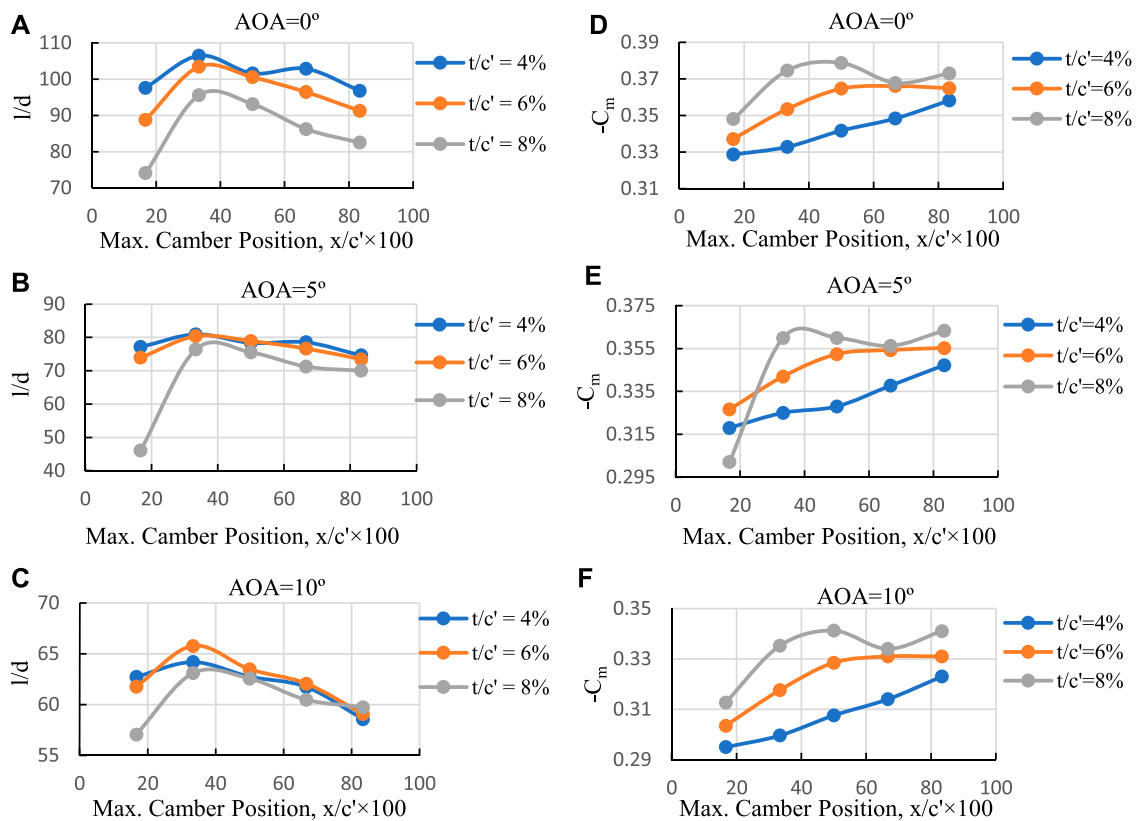 A
AOA=0º
110
100
90
80
70
l/d
0 20 40 60 80 100
Max. Camber Position, x/c'×100
t/c' = 4%
t/c' = 6%
t/c' = 8%
D
AOA=0º
0.39
0.37
0.35
0.33
0.31
-Cm
0 20 40 60 80 100
Max. Camber Position, x/c'×100
t/c'=4%
t/c'=6%
t/c'=8%
B
AOA=5º
90
80
70
60
50
40
l/d
0 20 40 60 80 100
Max. Camber Position, x/c'×100
t/c' = 4%
t/c' = 6%
t/c' = 8%
E
AOA=5º
0.375
0.355
0.335
0.315
0.295
-Cm
0 20 40 60 80 100
Max. Camber Position, x/c'×100
t/c'=4%
t/c'=6%
t/c'=8%
C
AOA=10º
70
65
60
55
l/d
0 20 40 60 80 100
Max. Camber Position, x/c'×100
t/c' = 4%
t/c' = 6%
t/c' = 8%
F
AOA=10º
0.35
0.33
0.31
0.29
-Cm
0 20 40 60 80 100
Max. Camber Position, x/c'×100
t/c'=4%
t/c'=6%
t/c'=8%